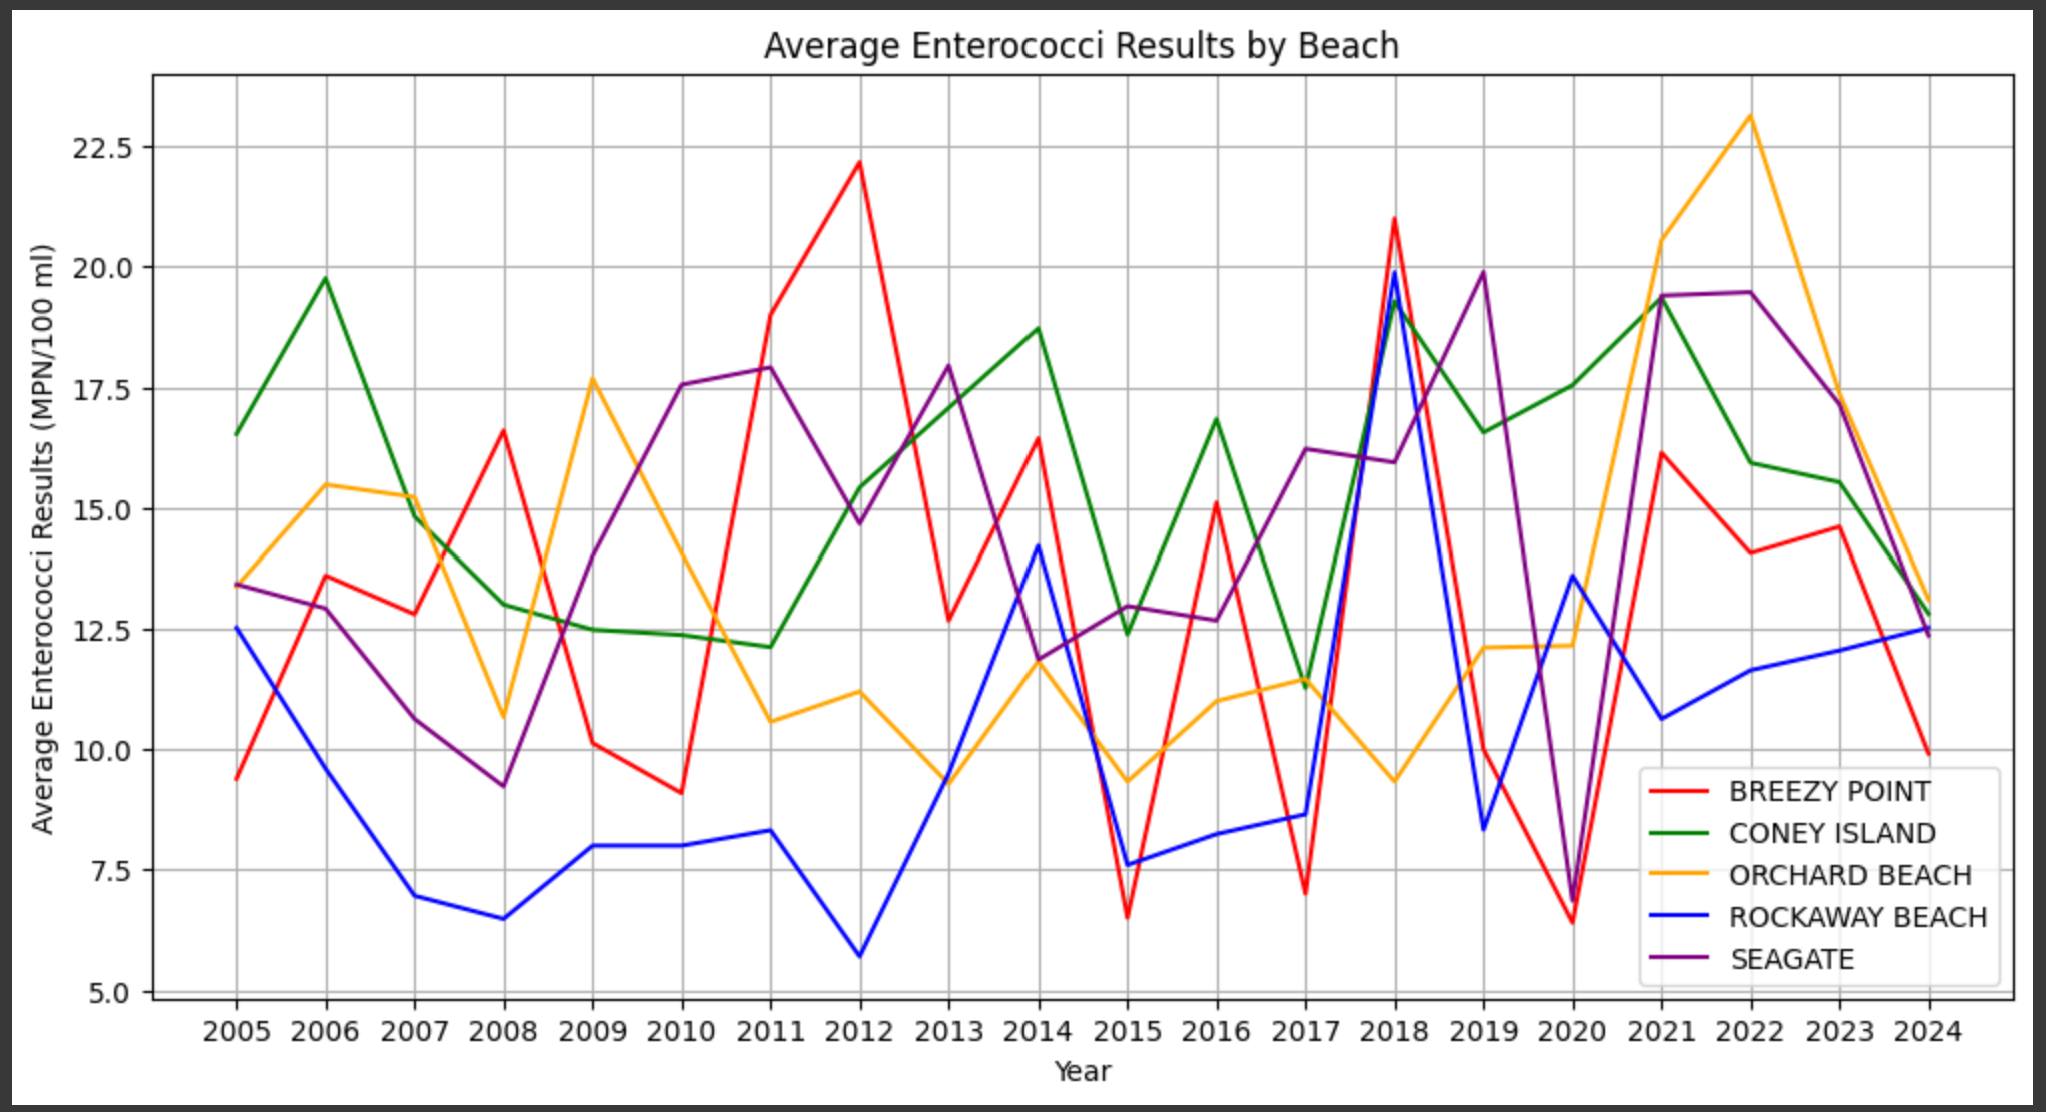 Average Enterococci Results by Beach
Average Enterococci Results (MPN/100 ml)
22.5
20.0
17.5
15.0
12.5
10.0
7.5
5.0
BREEZY POINT
CONEY ISLAND
ORCHARD BEACH
ROCKAWAY BEACH
SEAGATE
2005 2006 2007 2008 2009 2010 2011 2012 2013 2014 2015 2016 2017 2018 2019 2020 2021 2022 2023 2024
Year